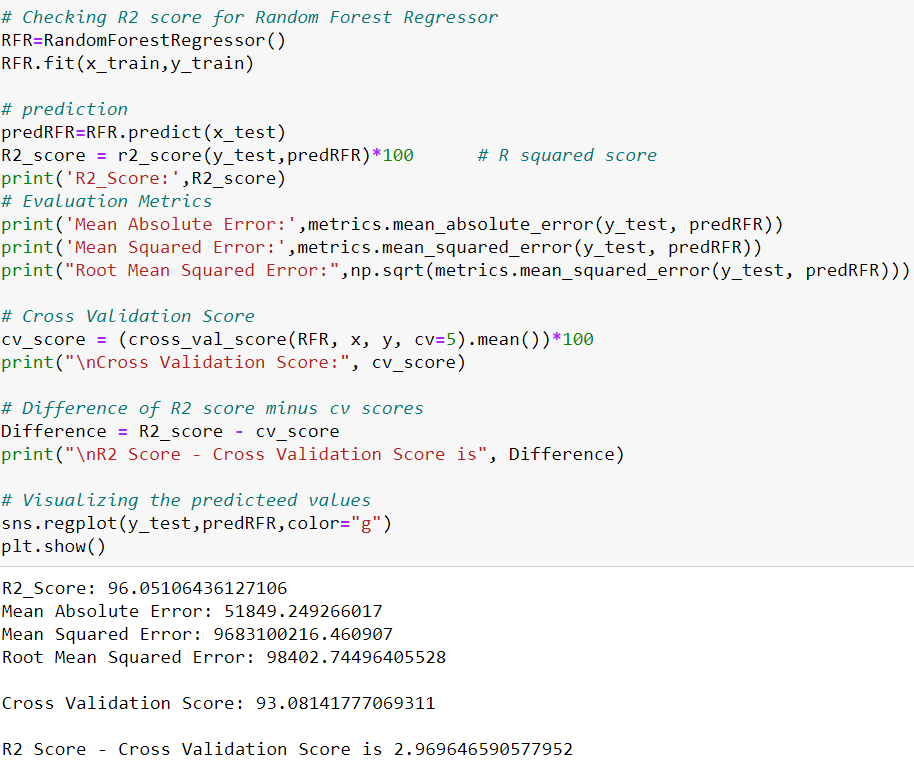 # Checking R2 score for Random Forest Regressor
RFR=RandomForestRegressor()
RFR.fit(x_train,y_train)
# prediction
predRFR=RFR.predict(x_test)
R2_score = r2_score(y_test,predRFR)*100      # R squared score
print('R2_Score:',R2_score)
# Evaluation Metrics
print('Mean Absolute Error:',metrics.mean_absolute_error(y_test, predRFR))
print('Mean Squared Error:',metrics.mean_squared_error(y_test, predRFR))
print("Root Mean Squared Error:",np.sqrt(metrics.mean_squared_error(y_test, predRFR)))
# Cross Validation Score
cv_score = (cross_val_score(RFR, x, y, cv=5).mean())*100
print("\nCross Validation Score:", cv_score)
# Difference of R2 score minus cv scores
Difference = R2_score - cv_score
print("\nR2 Score - Cross Validation Score is", Difference)
# Visualizing the predicteed values
sns.regplot(y_test,predRFR,color="g")
plt.show()
R2_Score: 96.05106436127106
Mean Absolute Error: 51849.249266017
Mean Squared Error: 9683100216.460907
Root Mean Squared Error: 98402.74496405528
Cross Validation Score: 93.08141777069311
R2 Score - Cross Validation Score is 2.969646590577952